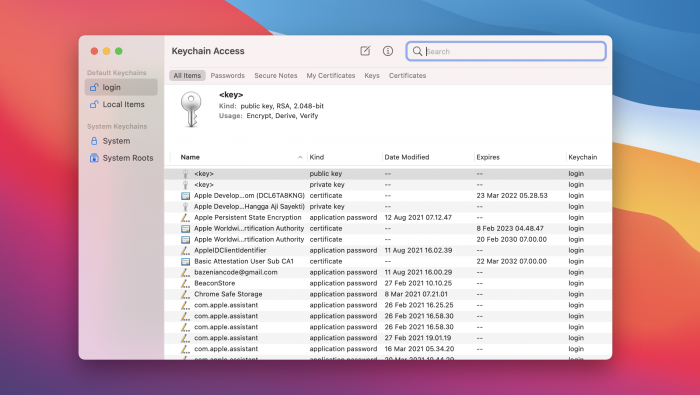 Keychain Access
Search
Default Keychains
login
Local Items
System Keychains
System
System Roots
All Items Passwords Secure Notes My Certificates Keys Certificates
<key>
Kind: public key, RSA, 2.048-bit
Usage: Encrypt, Derive, Verify
Name Kind Date Modified Expires Keychain
<key> public key -- -- login
<key> private key -- -- login
Apple Develop...om (DCL6TA8KNG) certificate -- 23 Mar 2022 05.28.53 login
Apple Develop...Hangga Aji Sayekti) private key -- -- login
Apple Persistent State Encryption application password 12 Aug 2021 07.12.47 -- login
Apple Worldwi...rtification Authority certificate -- 8 Feb 2023 04.48.47 login
Apple Worldwi...rtification Authority certificate -- 20 Feb 2030 07.00.00 login
AppleIDClientIdentifier application password 11 Aug 2021 16.02.39 -- login
Basic Attestation User Sub CA1 certificate -- 22 Mar 2032 07.00.00 login
bazeniancode@gmail.com application password 11 Aug 2021 16.00.29 -- login
BeaconStore application password 27 Feb 2021 10.10.25 -- login
Chrome Safe Storage application password 8 Mar 2021 07.21.01 -- login
com.apple.assistant application password 26 Feb 2021 16.25.25 -- login
com.apple.assistant application password 26 Feb 2021 16.58.30 -- login
com.apple.assistant application password 26 Feb 2021 16.58.30 -- login
com.apple.assistant application password 27 Feb 2021 19.01.19 -- login
com.apple.assistant application password 16 Mar 2021 05.34.20 -- login
com.apple.assistant application password 20 Mar 2021 10.44.29 -- login